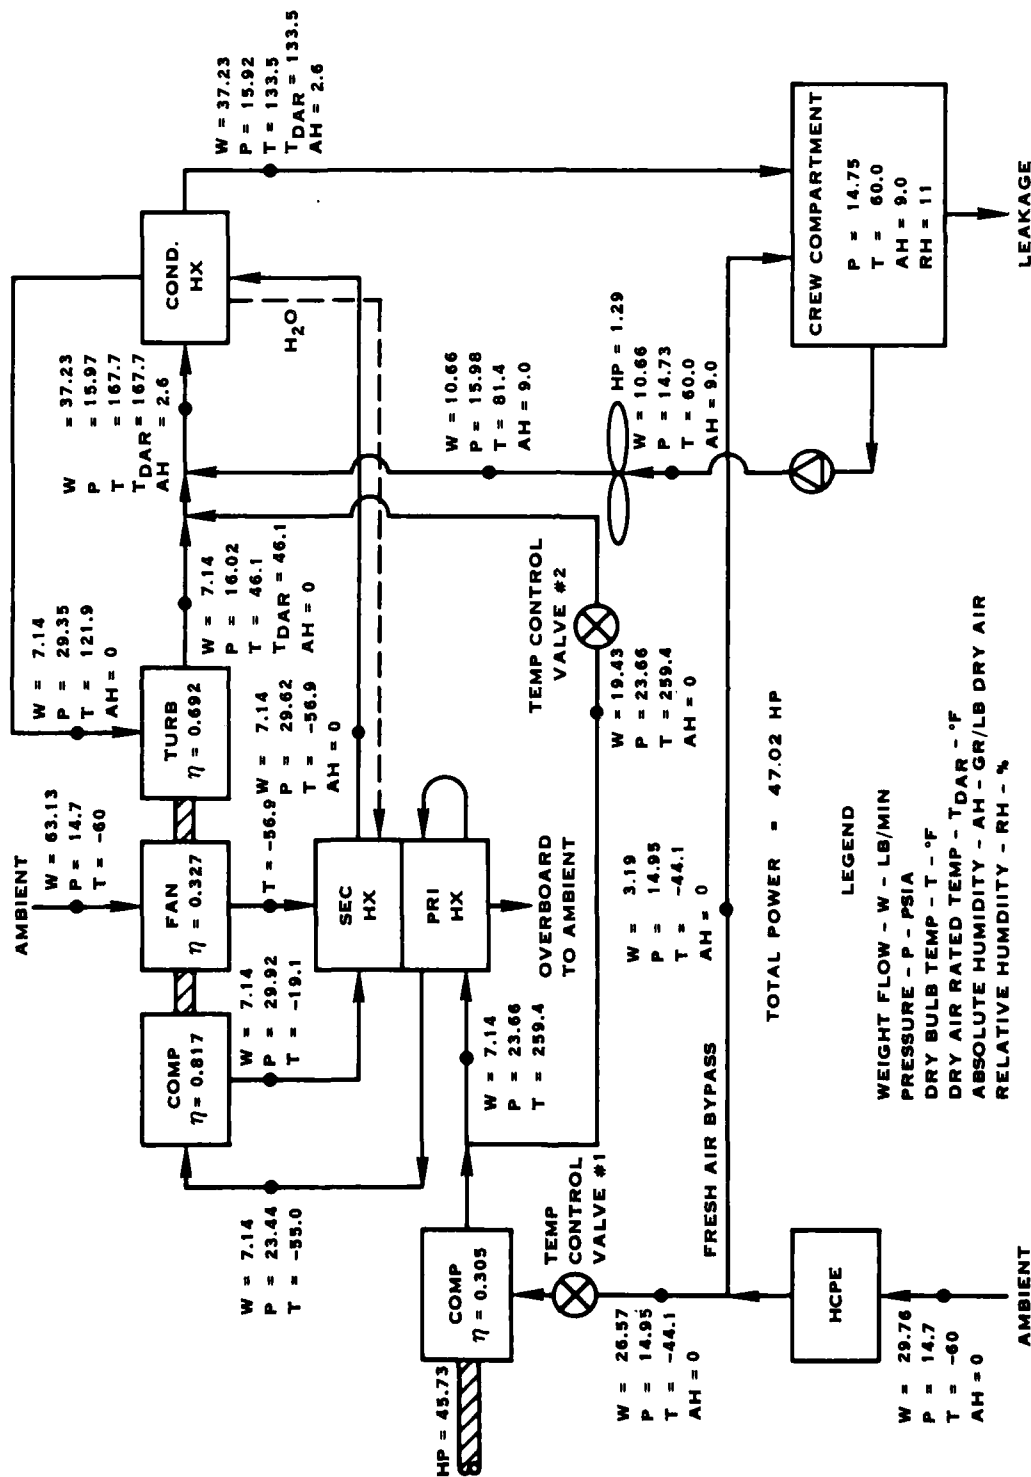 AMBIENT
W = 63.13
P = 14.7
T = -60
W = 7.14
P = 29.35
T = 121.9
AH = 0
COMP
η = 0.817
FAN
η = 0.327
TURB
η = 0.692
W = 37.23
P = 15.97
T = 167.7
TDAR = 167.7
AH = 2.6
COND.
HX
W = 37.23
P = 15.92
T = 133.5
TDAR = 133.5
AH = 2.6
W = 7.14
P = 16.02
T = 46.1
TDAR = 46.1
AH = 0
W = 7.14
P = 29.92
T = -19.1
T = -56.9
W = 7.14
P = 29.62
T = -56.9
AH = 0
H2O
W = 7.14
P = 23.44
T = -55.0
SEC
HX
PRI
HX
OVERBOARD
TO AMBIENT
W = 10.66
P = 15.98
T = 81.4
AH = 9.0
HP = 1.29
W = 10.66
P = 14.73
T = 60.0
AH = 9.0
W = 7.14
P = 23.66
T = 259.4
TEMP CONTROL
VALVE #2
W = 19.43
P = 23.66
T = 259.4
AH = 0
HP = 45.73
COMP
η = 0.305
TEMP
CONTROL
VALVE #1
W = 26.57
P = 14.95
T = -44.1
AH = 0
FRESH AIR BYPASS
W = 3.19
P = 14.95
T = -44.1
AH = 0
TOTAL POWER = 47.02 HP
CREW COMPARTMENT
P = 14.75
T = 60.0
AH = 9.0
RH = 11
LEAKAGE
HCPE
W = 29.76
P = 14.7
T = -60
AH = 0
AMBIENT
LEGEND
WEIGHT FLOW - W - LB/MIN
PRESSURE - P - PSIA
DRY BULB TEMP - T - °F
DRY AIR RATED TEMP - TDAR - °F
ABSOLUTE HUMIDITY - AH - GR/LB DRY AIR
RELATIVE HUMDIITY - RH - %